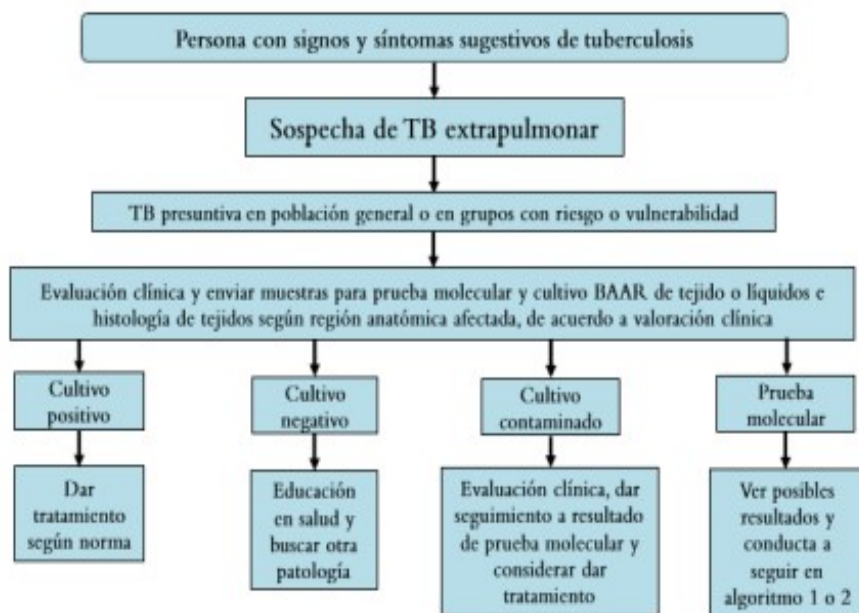 Persona con signos y síntomas sugestivos de tuberculosis
Sospecha de TB extrapulmonar
TB presuntiva en población general o en grupos con riesgo o vulnerabilidad
Evaluación clínica y enviar muestras para prueba molecular y cultivo BAAR de tejido o líquidos e
histología de tejidos según región anatómica afectada, de acuerdo a valoración clínica
Cultivo
positivo
Cultivo
negativo
Cultivo
contaminado
Prueba
molecular
Dar
tratamiento
según norma
Educación
en salud y
buscar otra
patología
Evaluación clínica, dar
seguimiento a resultado
de prueba molecular y
considerar dar
tratamiento
Ver posibles
resultados y
conducta a
seguir en
algoritmo 1 o 2